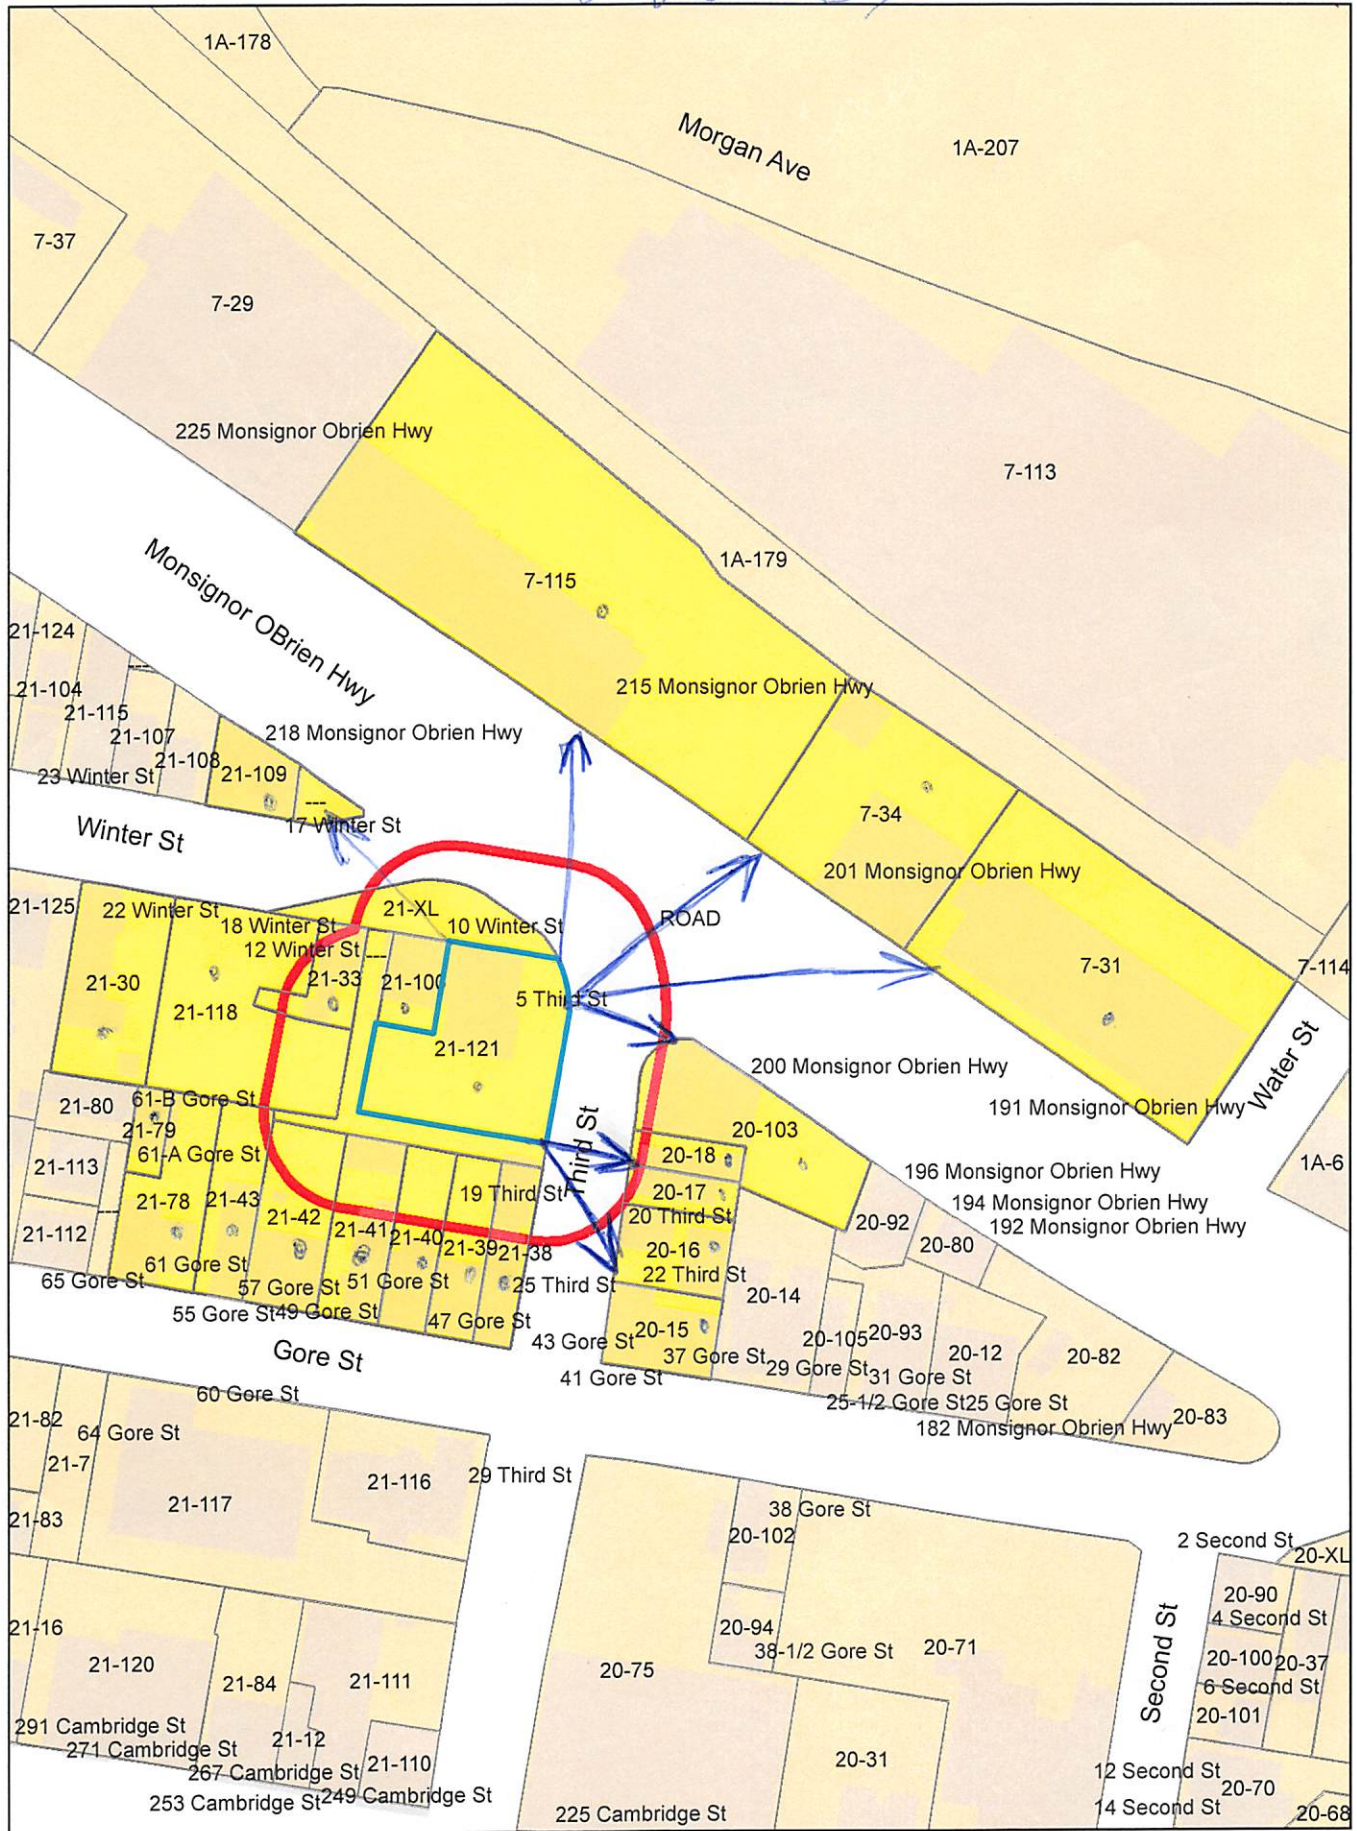 1A-178
Morgan Ave
1A-207
7-37
7-29
225 Monsignor Obrien Hwy
7-113
Monsignor OBrien Hwy
1A-179
7-115
21-124
21-104
215 Monsignor Obrien Hwy
21-115
21-107
218 Monsignor Obrien Hwy
21-108
21-109
23 Winter St
---
---
17 Winter St
7-34
Winter St
201 Monsignor Obrien Hwy
21-125
22 Winter St
21-XL
18 Winter St
10 Winter St
ROAD
12 Winter St
---
7-31
7-114
21-30
21-33
21-100
5 Third St
21-118
21-121
200 Monsignor Obrien Hwy
Water St
61-B Gore St
191 Monsignor Obrien Hwy
21-80
21-79
Third St
20-103
61-A Gore St
20-18
21-113
196 Monsignor Obrien Hwy
1A-6
19 Third St
20-17
21-78
21-43
194 Monsignor Obrien Hwy
---
21-42
20 Third St
20-92
192 Monsignor Obrien Hwy
21-112
21-41
21-40
21-39
21-38
20-16
20-80
61 Gore St
22 Third St
65 Gore St
57 Gore St
51 Gore St
25 Third St
20-14
55 Gore St
49 Gore St
47 Gore St
43 Gore St
20-15
20-105
20-93
Gore St
37 Gore St
20-12
20-82
41 Gore St
29 Gore St
31 Gore St
60 Gore St
25-1/2 Gore St
25 Gore St
20-83
21-82
64 Gore St
182 Monsignor Obrien Hwy
21-7
29 Third St
21-116
21-117
38 Gore St
21-83
20-102
2 Second St
20-XL
20-90
21-16
20-94
4 Second St
38-1/2 Gore St
20-71
21-120
Second St
20-100
20-37
20-75
21-84
21-111
6 Second St
20-101
291 Cambridge St
21-12
271 Cambridge St
21-110
20-31
267 Cambridge St
12 Second St
20-70
249 Cambridge St
253 Cambridge St
225 Cambridge St
14 Second St
20-68